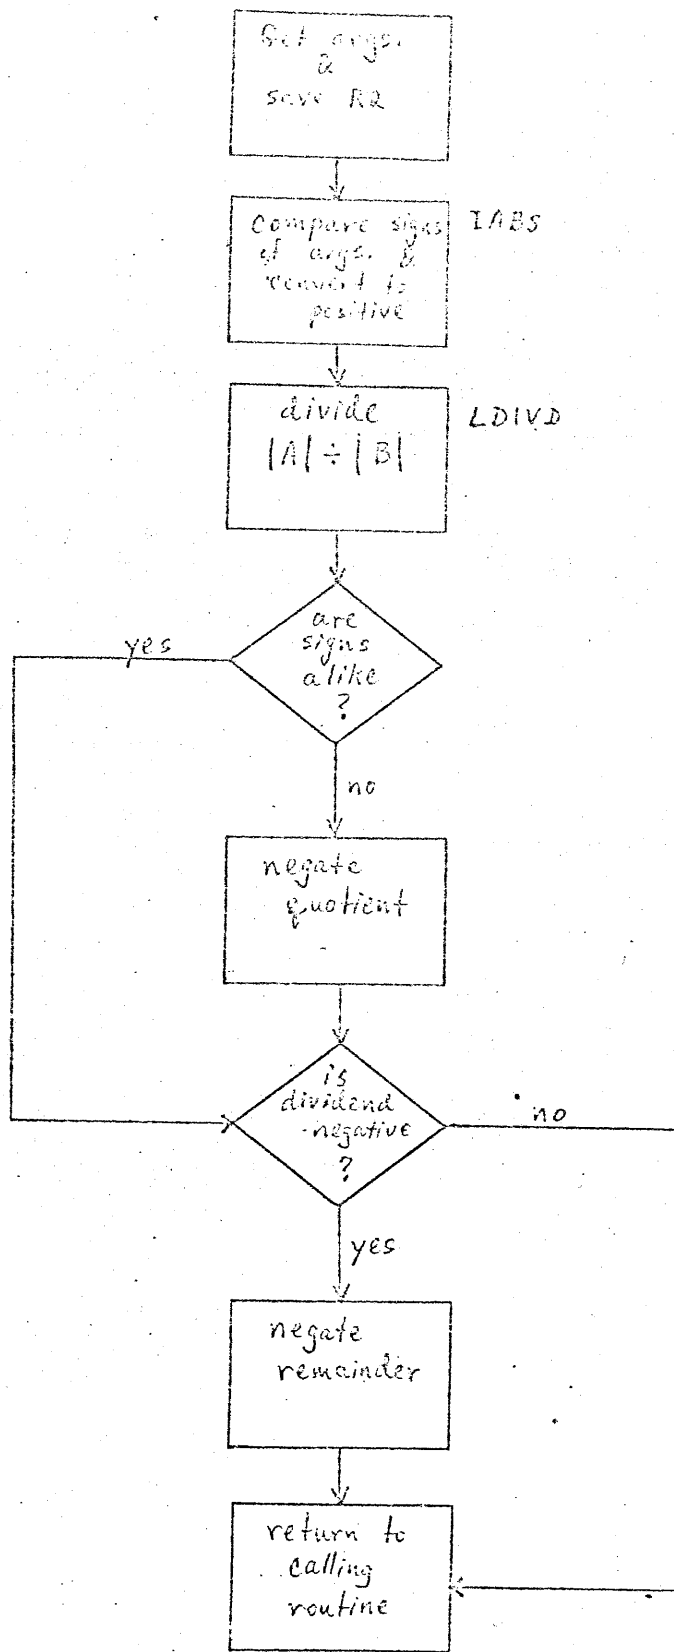 Get args.
&
save R2
compare signs
of args. &
convert to
positive
IABS
divide
|A| ÷ |B|
LDIVD
are
signs
alike
?
yes
no
negate
quotient
is
dividend
negative
?
no
yes
negate
remainder
return to
calling
routine